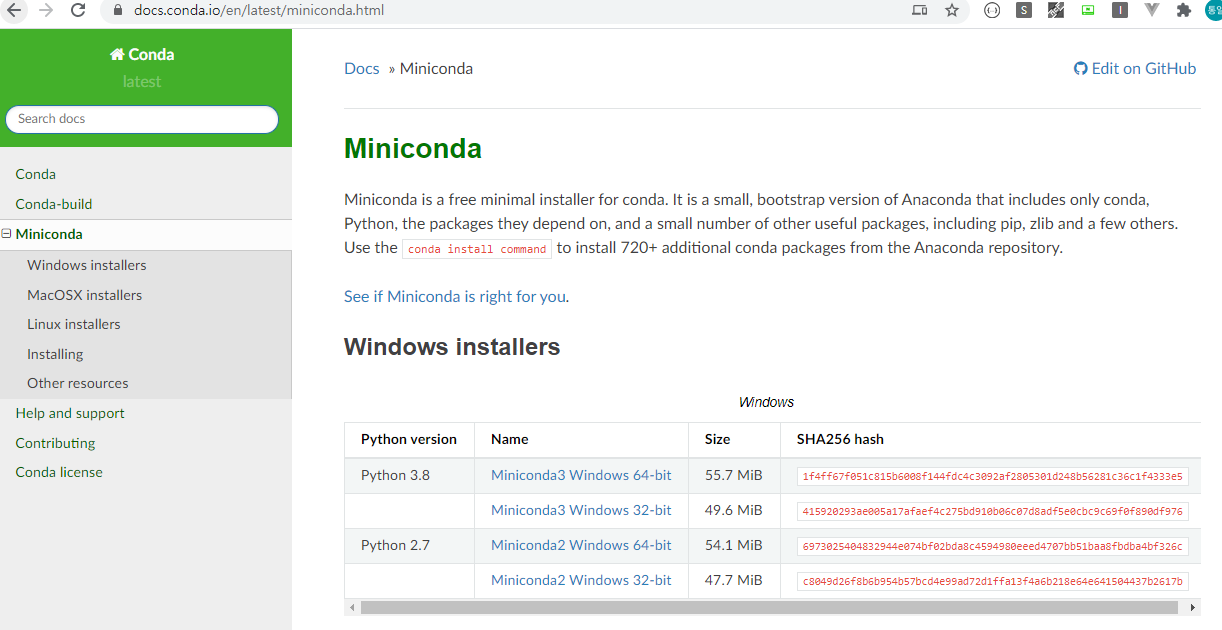 docs.conda.io/en/latest/miniconda.html
S
I
통일
Conda
latest
Search docs
Conda
Conda-build
Miniconda
Windows installers
MacOSX installers
Linux installers
Installing
Other resources
Help and support
Contributing
Conda license
Docs » Miniconda
Edit on GitHub
Miniconda
Miniconda is a free minimal installer for conda. It is a small, bootstrap version of Anaconda that includes only conda,
Python, the packages they depend on, and a small number of other useful packages, including pip, zlib and a few others.
Use the conda install command to install 720+ additional conda packages from the Anaconda repository.
See if Miniconda is right for you.
Windows installers
Windows
Python version Name Size SHA256 hash
Python 3.8 Miniconda3 Windows 64-bit 55.7 MiB 1f4ff67f051c815b6008f144fdc4c3092af2805301d248b56281c36c1f4333e5
Miniconda3 Windows 32-bit 49.6 MiB 415920293ae005a17afaef4c275bd910b06c07d8adf5e0cbc9c69f0f890df976
Python 2.7 Miniconda2 Windows 64-bit 54.1 MiB 6973025404832944e074bf02bda8c4594980eeed4707bb51baa8fbdba4bf326c
Miniconda2 Windows 32-bit 47.7 MiB c8049d26f8b6b954b57bcd4e99ad72d1ffa13f4a6b218e64e641504437b2617b